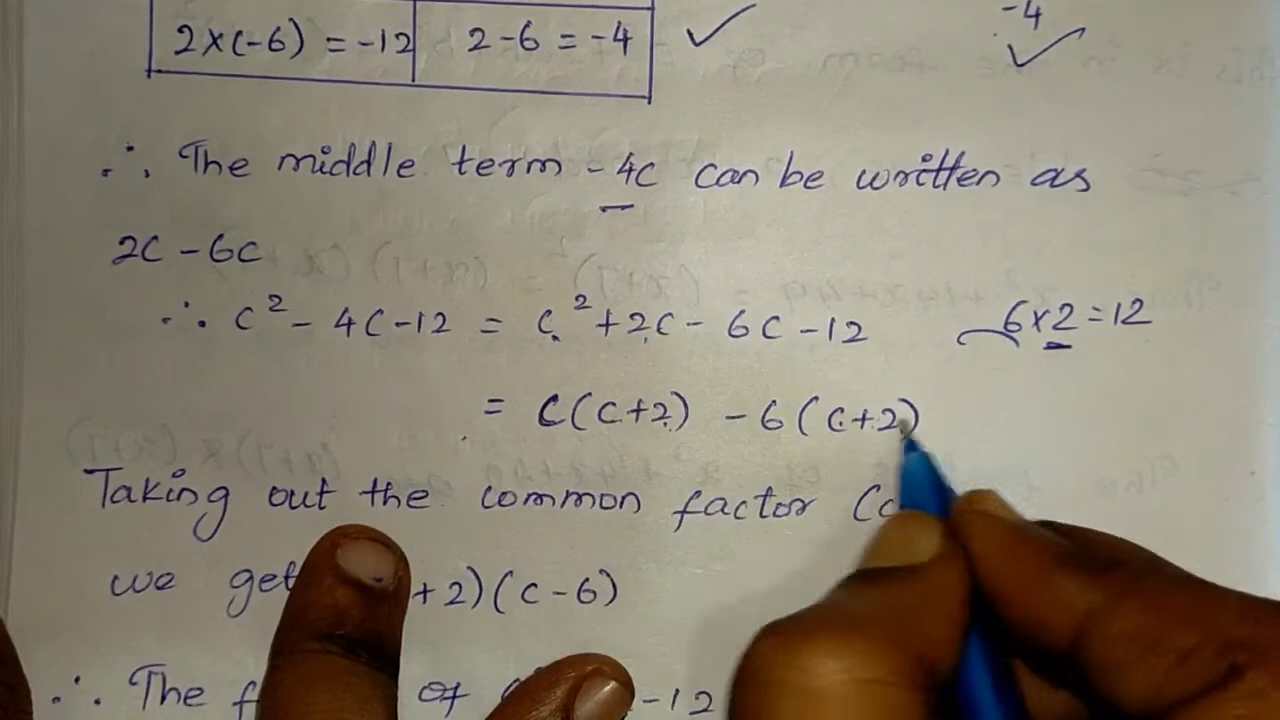 -4
2×(-6) = -12 2-6 = -4 ✓ ✓
∴ The middle term -4c can be written as
2c - 6c
∴ c² - 4c - 12 = c² + 2c - 6c - 12 6×2 = 12
= c(c+2) - 6(c+2)
Taking out the common factor (c
we get +2)(c-6)
∴ The f of -12